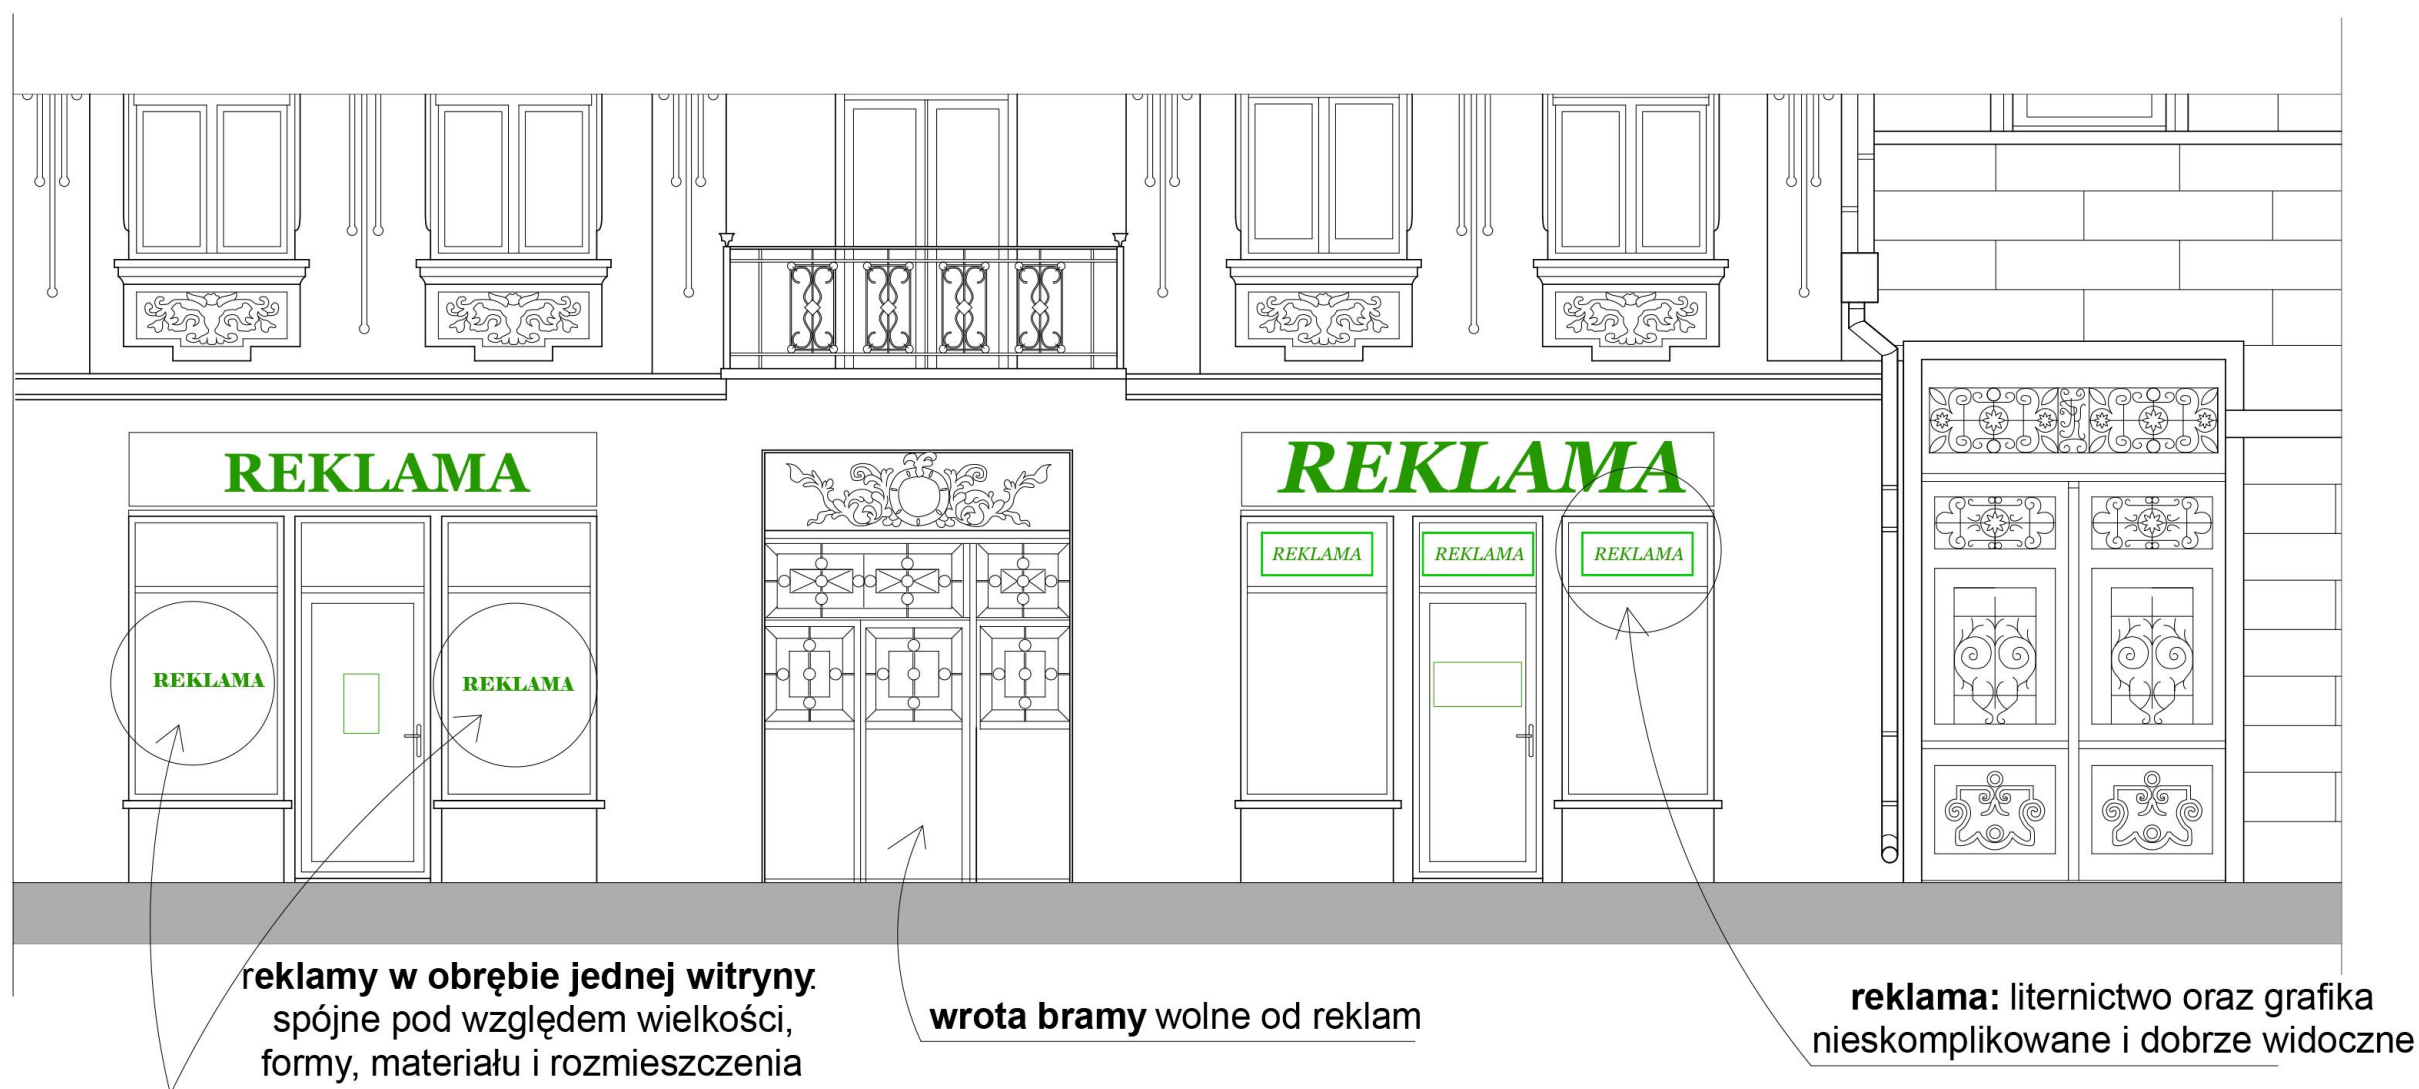 REKLAMA
REKLAMA
REKLAMA
REKLAMA
REKLAMA
REKLAMA
REKLAMA
reklamy w obrębie jednej witryny:
spójne pod względem wielkości,
formy, materiału i rozmieszczenia
wrota bramy wolne od reklam
reklama: liternictwo oraz grafika
nieskomplikowane i dobrze widoczne